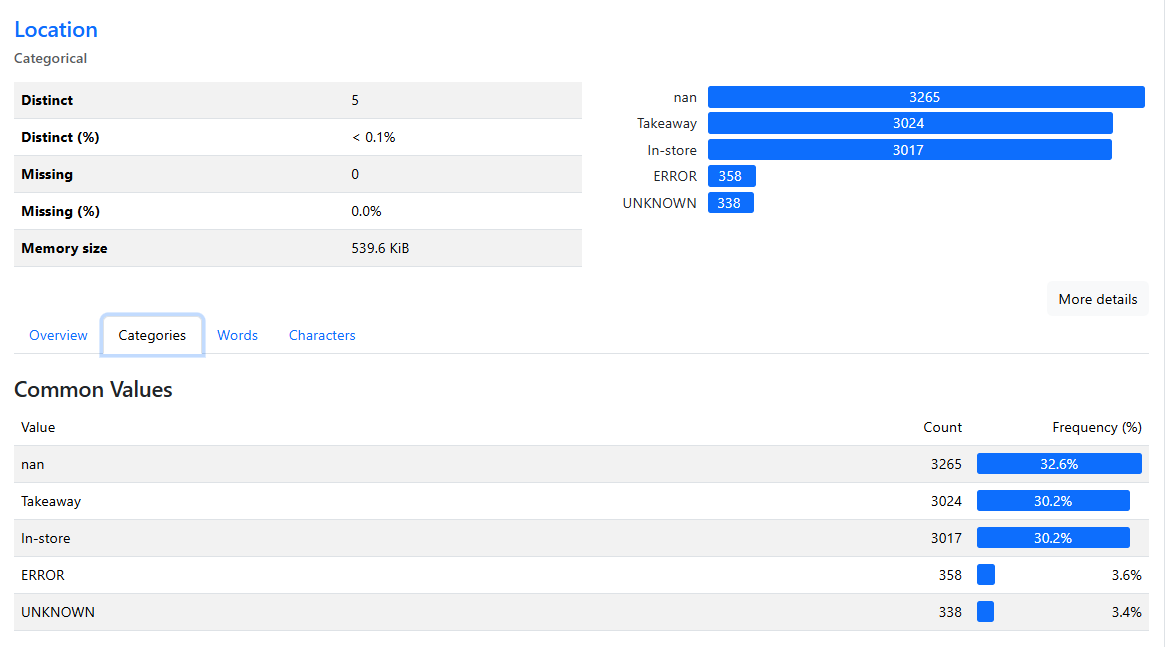 Location
Categorical
Distinct 5
Distinct (%) < 0.1%
Missing 0
Missing (%) 0.0%
Memory size 539.6 KiB
nan 3265
Takeaway 3024
In-store 3017
ERROR 358
UNKNOWN 338
More details
Overview Categories Words Characters
Common Values
Value Count Frequency (%)
nan 3265 32.6%
Takeaway 3024 30.2%
In-store 3017 30.2%
ERROR 358 3.6%
UNKNOWN 338 3.4%